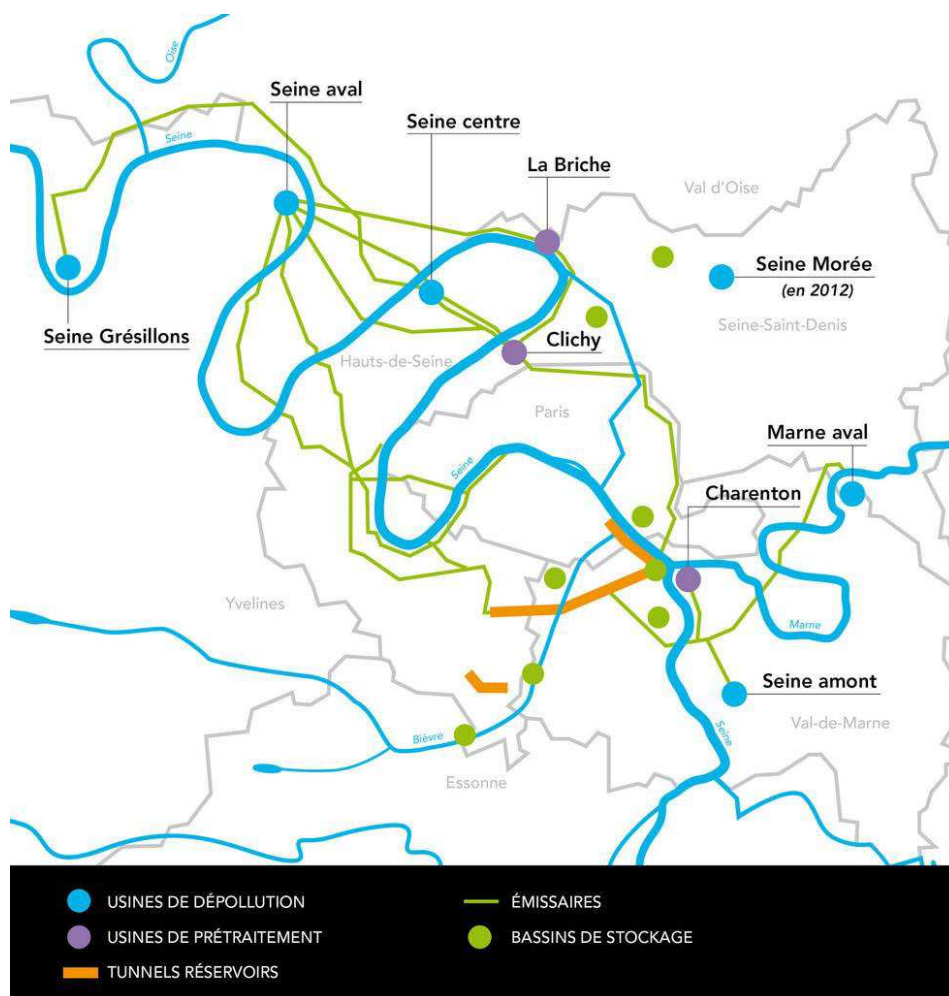 Oise
Seine aval
Seine centre
Seine
La Briche
Val d'Oise
Seine Morée
(en 2012)
Seine Grésillons
Clichy
Seine-Saint-Denis
Hauts-de-Seine
Paris
Marne aval
Seine
Charenton
Yvelines
Marne
Seine amont
Seine
Val-de-Marne
Bièvre
Essonne
USINES DE DÉPOLLUTION
ÉMISSAIRES
USINES DE PRÉTRAITEMENT
BASSINS DE STOCKAGE
TUNNELS RÉSERVOIRS